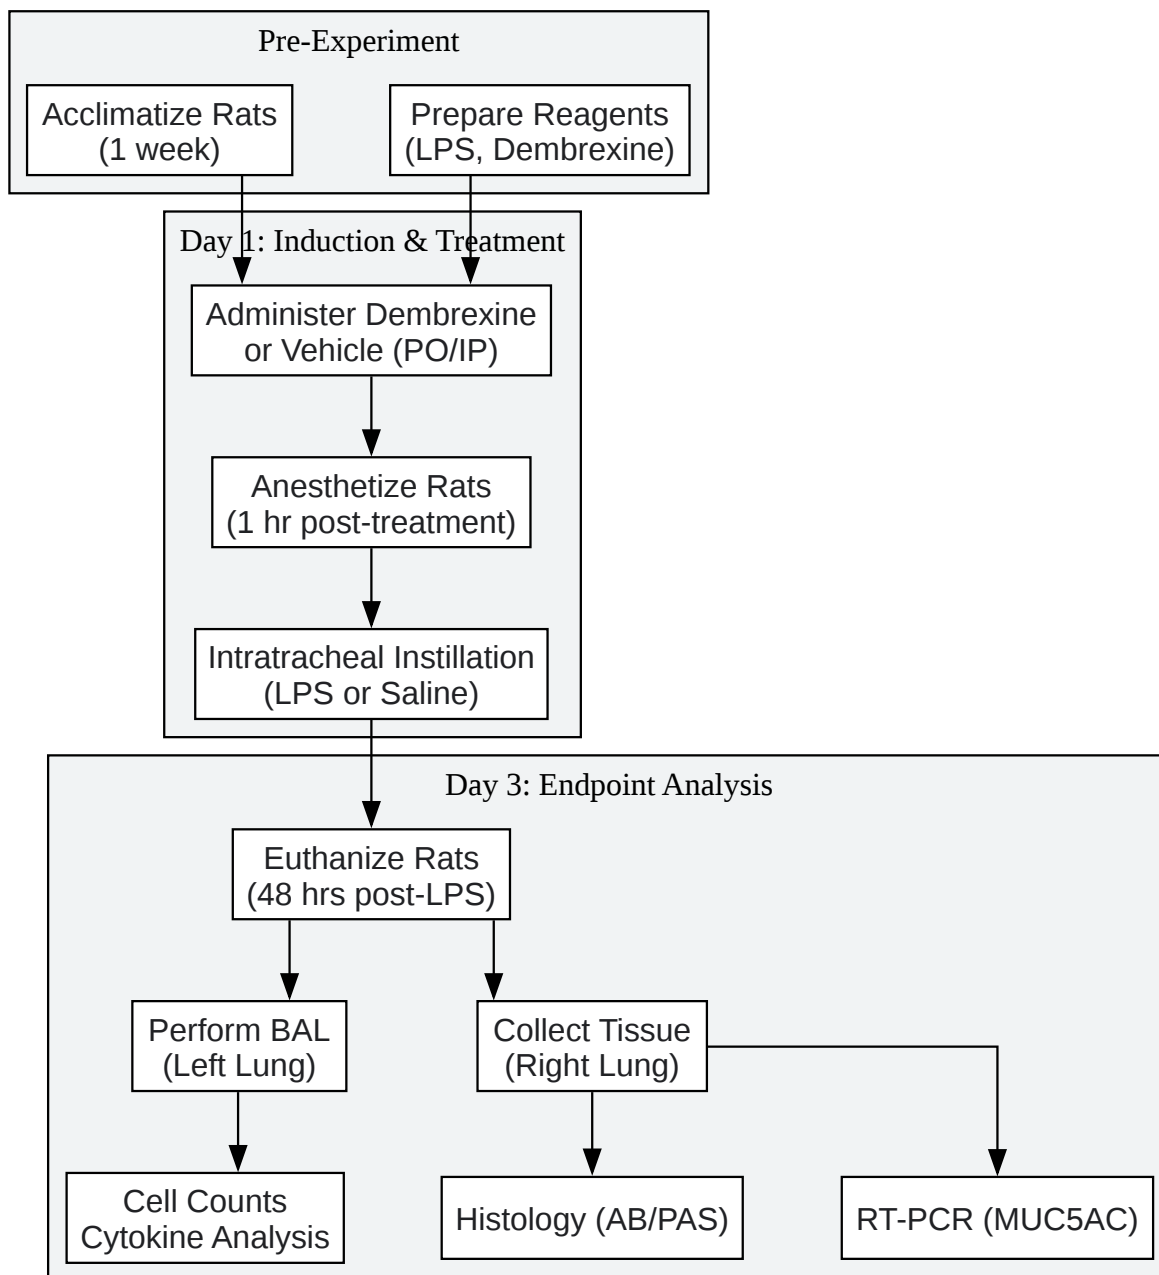 Pre-Experiment
Acclimatize Rats
(1 week)
Prepare Reagents
(LPS, Dembrexine)
Day 1: Induction & Treatment
Administer Dembrexine
or Vehicle (PO/IP)
Anesthetize Rats
(1 hr post-treatment)
Intratracheal Instillation
(LPS or Saline)
Day 3: Endpoint Analysis
Euthanize Rats
(48 hrs post-LPS)
Perform BAL
(Left Lung)
Collect Tissue
(Right Lung)
Cell Counts
Cytokine Analysis
Histology (AB/PAS)
RT-PCR (MUC5AC)